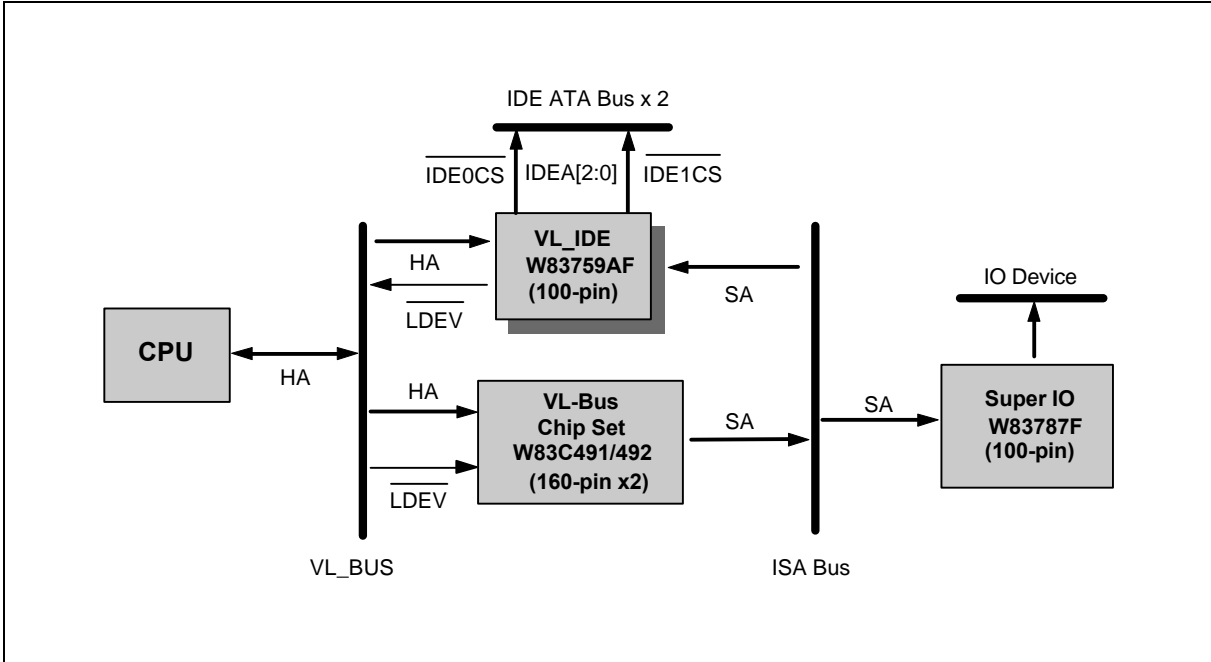 IDE ATA Bus x 2
IDE0CS
IDEA[2:0]
IDE1CS
VL_IDE
W83759AF
(100-pin)
HA
LDEV
SA
IO Device
CPU
HA
HA
LDEV
VL-Bus
Chip Set
W83C491/492
(160-pin x2)
SA
SA
Super IO
W83787F
(100-pin)
VL_BUS
ISA Bus